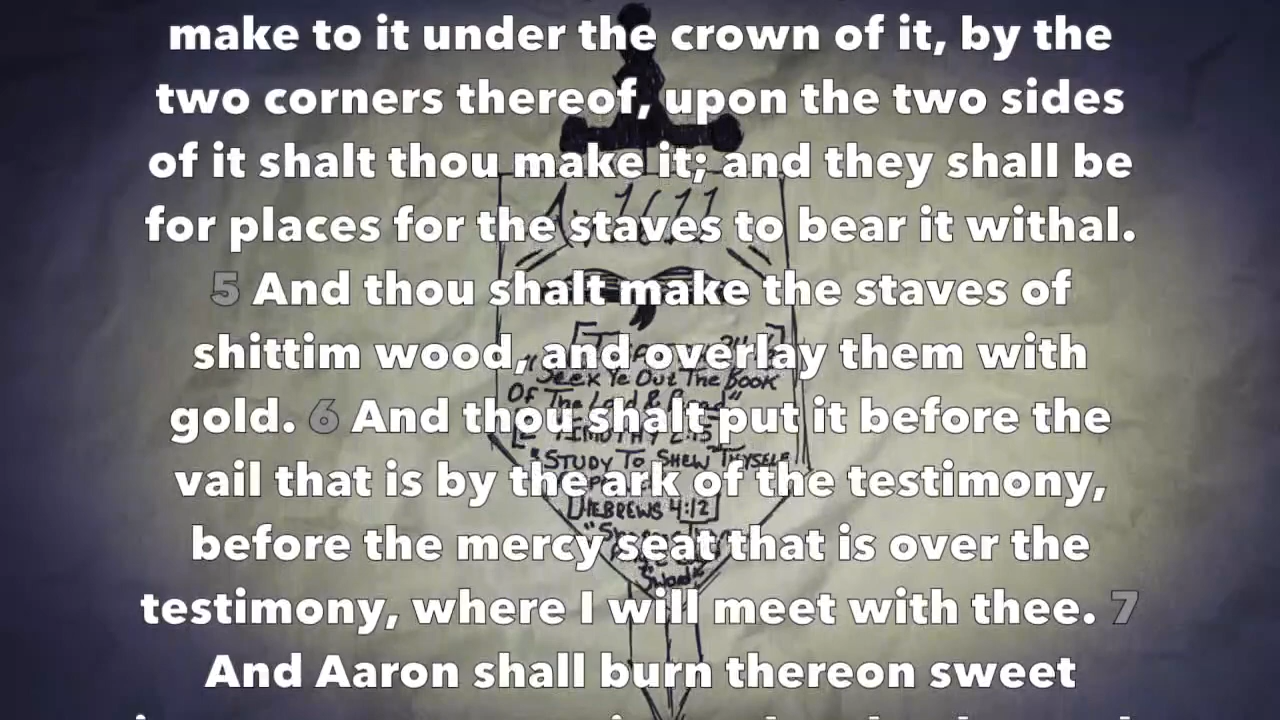 make to it under the crown of it, by the
two corners thereof, upon the two sides
of it shalt thou make it; and they shall be
for places for the staves to bear it withal.
5 And thou shalt make the staves of
shittim wood, and overlay them with
gold. 6 And thou shalt put it before the
vail that is by the ark of the testimony,
before the mercy seat that is over the
testimony, where I will meet with thee. 7
And Aaron shall burn thereon sweet
1611
"Seek Ye Out The Book
Of The Lord & Read"
TIMOTHY 2:15
"STUDY TO SHEW THYSELF
[HEBREWS 4:12]
Sword"